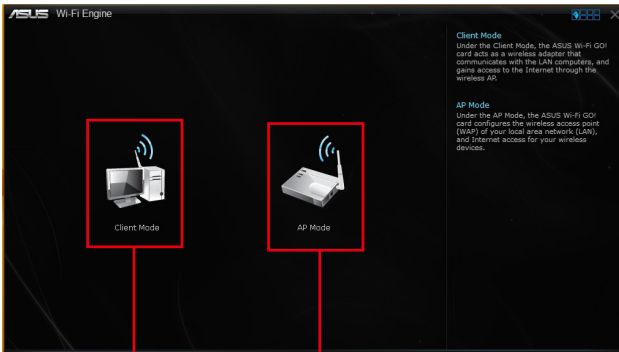 ASUS Wi-Fi Engine
Client Mode
Under the Client Mode, the ASUS Wi-Fi GO!
card acts as a wireless adapter that
communicates with the LAN computers, and
gains access to the Internet through the
wireless AP.
AP Mode
Under the AP Mode, the ASUS Wi-Fi GO!
card configures the wireless access point
(WAP) of your local area network (LAN),
and Internet access for your wireless
devices.
Client Mode
AP Mode